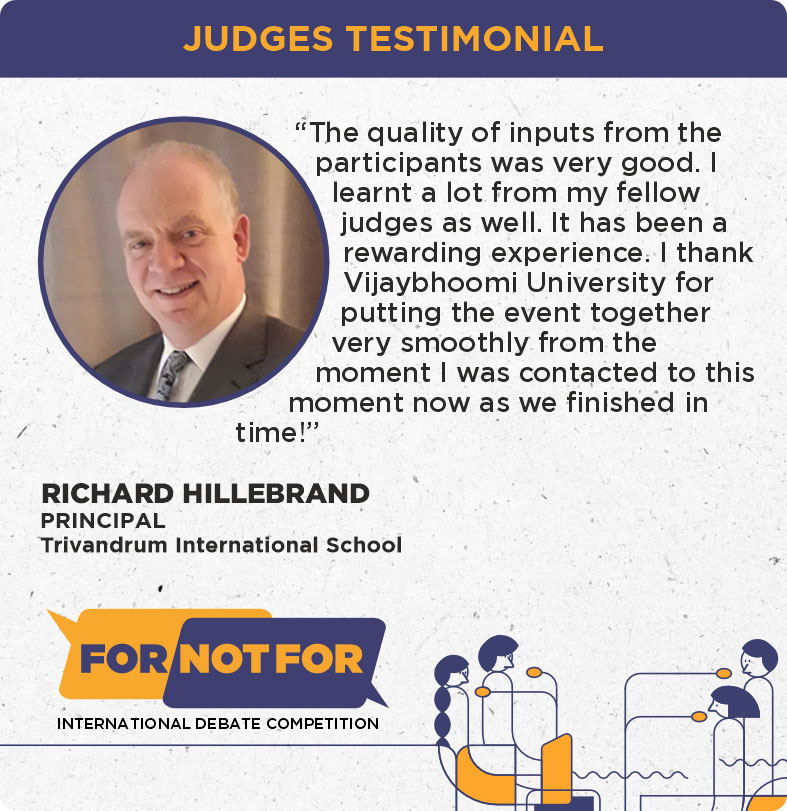 JUDGES TESTIMONIAL
“The quality of inputs from the
participants was very good. I
learnt a lot from my fellow
judges as well. It has been a
rewarding experience. I thank
Vijaybhoomi University for
putting the event together
very smoothly from the
moment I was contacted to this
moment now as we finished in
time!’’
RICHARD HILLEBRAND
PRINCIPAL
Trivandrum International School
FOR NOT FOR
INTERNATIONAL DEBATE COMPETITION